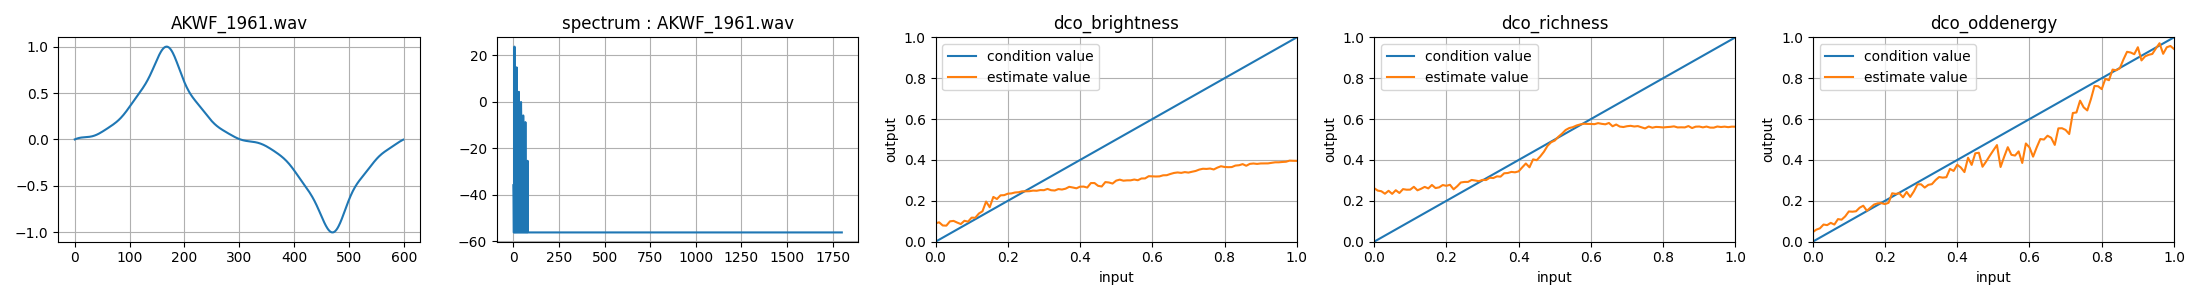 AKWF_1961.wav
1.0
0.5
0.0
−0.5
−1.0
0 100 200 300 400 500 600
spectrum : AKWF_1961.wav
20
0
−20
−40
−60
0 250 500 750 1000 1250 1500 1750
dco_brightness
condition value
estimate value
output
1.0
0.8
0.6
0.4
0.2
0.0
0.0 0.2 0.4 0.6 0.8 1.0
input
dco_richness
condition value
estimate value
output
1.0
0.8
0.6
0.4
0.2
0.0
0.0 0.2 0.4 0.6 0.8 1.0
input
dco_oddenergy
condition value
estimate value
output
1.0
0.8
0.6
0.4
0.2
0.0
0.0 0.2 0.4 0.6 0.8 1.0
input